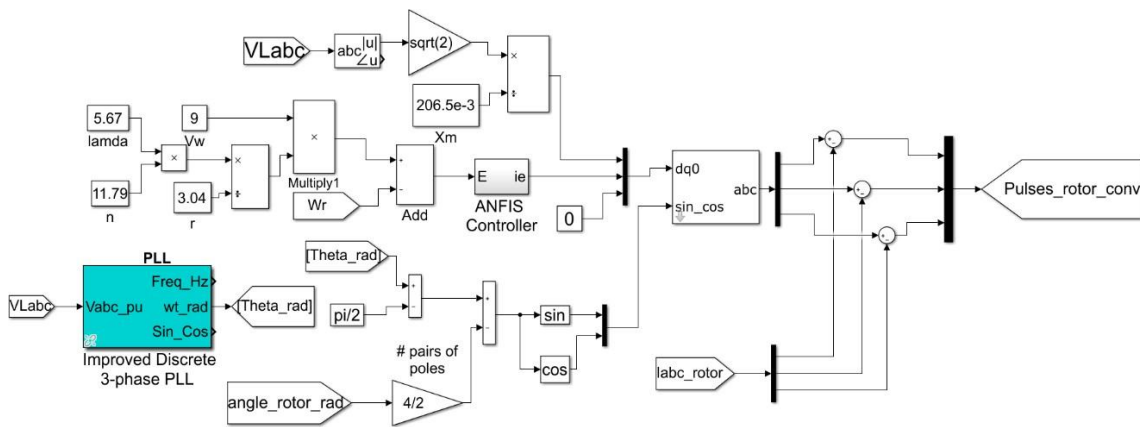 VLabc
abc
|u|
∠u
sqrt(2)
×
÷
206.5e-3
Xm
5.67
lamda
9
Vw
×
11.79
n
×
÷
3.04
r
×
Multiply1
Wr
+
-
Add
E ie
ANFIS
Controller
0
dq0
sin_cos
abc
+
-
+
-
+
-
Pulses_rotor_conv
PLL
VLabc
Vabc_pu
Freq_Hz
wt_rad
Sin_Cos
Improved Discrete
3-phase PLL
[Theta_rad]
[Theta_rad]
pi/2
+
-
+
-
sin
cos
# pairs of
poles
angle_rotor_rad
4/2
Iabc_rotor